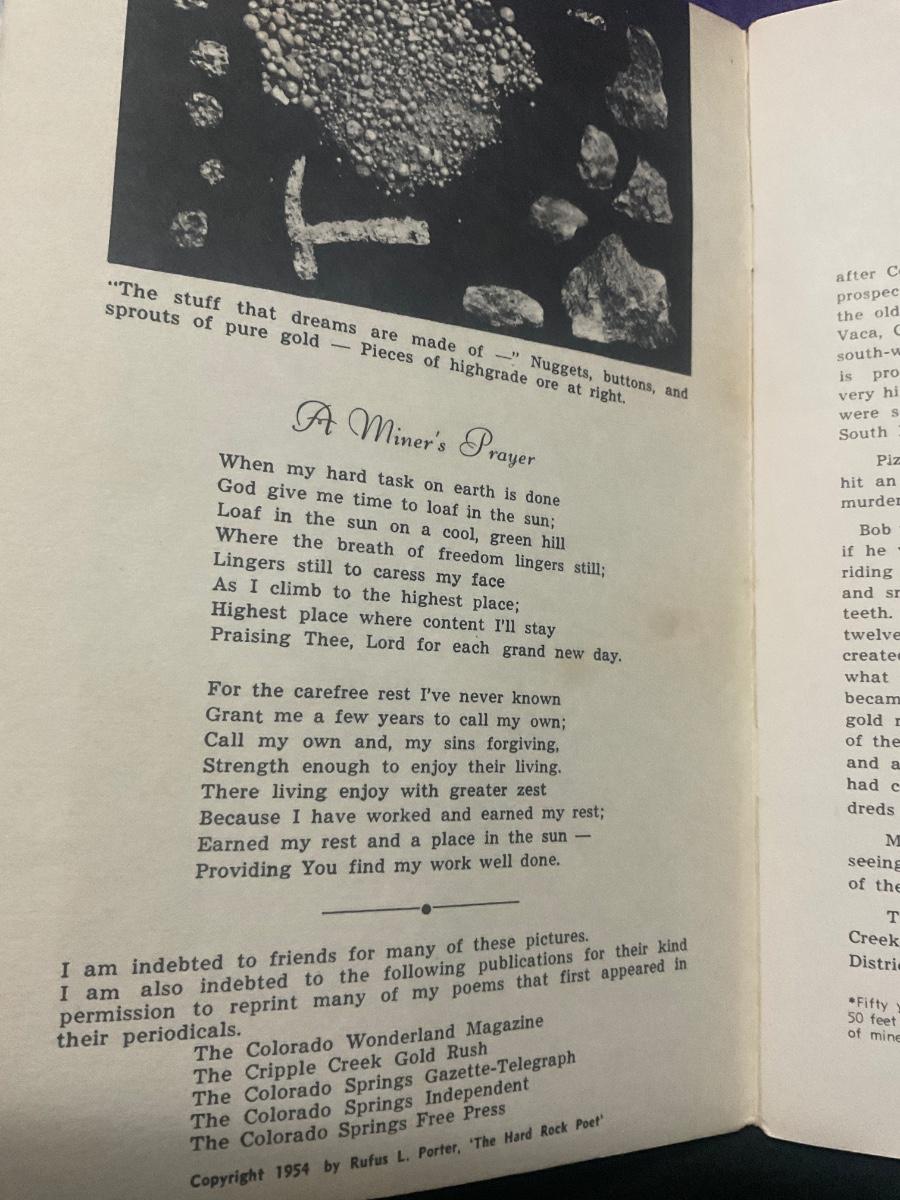 "The stuff that dreams are made of —" Nuggets, buttons, and
sprouts of pure gold — Pieces of highgrade ore at right.
A Miner's Prayer
When my hard task on earth is done
God give me time to loaf in the sun;
Loaf in the sun on a cool, green hill
Where the breath of freedom lingers still;
Lingers still to caress my face
As I climb to the highest place;
Highest place where content I'll stay
Praising Thee, Lord for each grand new day.
For the carefree rest I've never known
Grant me a few years to call my own;
Call my own and, my sins forgiving,
Strength enough to enjoy their living.
There living enjoy with greater zest
Because I have worked and earned my rest;
Earned my rest and a place in the sun —
Providing You find my work well done.
I am indebted to friends for many of these pictures.
I am also indebted to the following publications for their kind
permission to reprint many of my poems that first appeared in
their periodicals.
The Colorado Wonderland Magazine
The Cripple Creek Gold Rush
The Colorado Springs Gazette-Telegraph
The Colorado Springs Independent
The Colorado Springs Free Press
Copyright 1954 by Rufus L. Porter, 'The Hard Rock Poet'
after
the old
Vaca,
is
very
were
South
hit an
Bob
if he
riding
and
teeth.
twelve
what
gold
of the
and
had
seeing
of the
Creek
*Fifty
50 feet
of